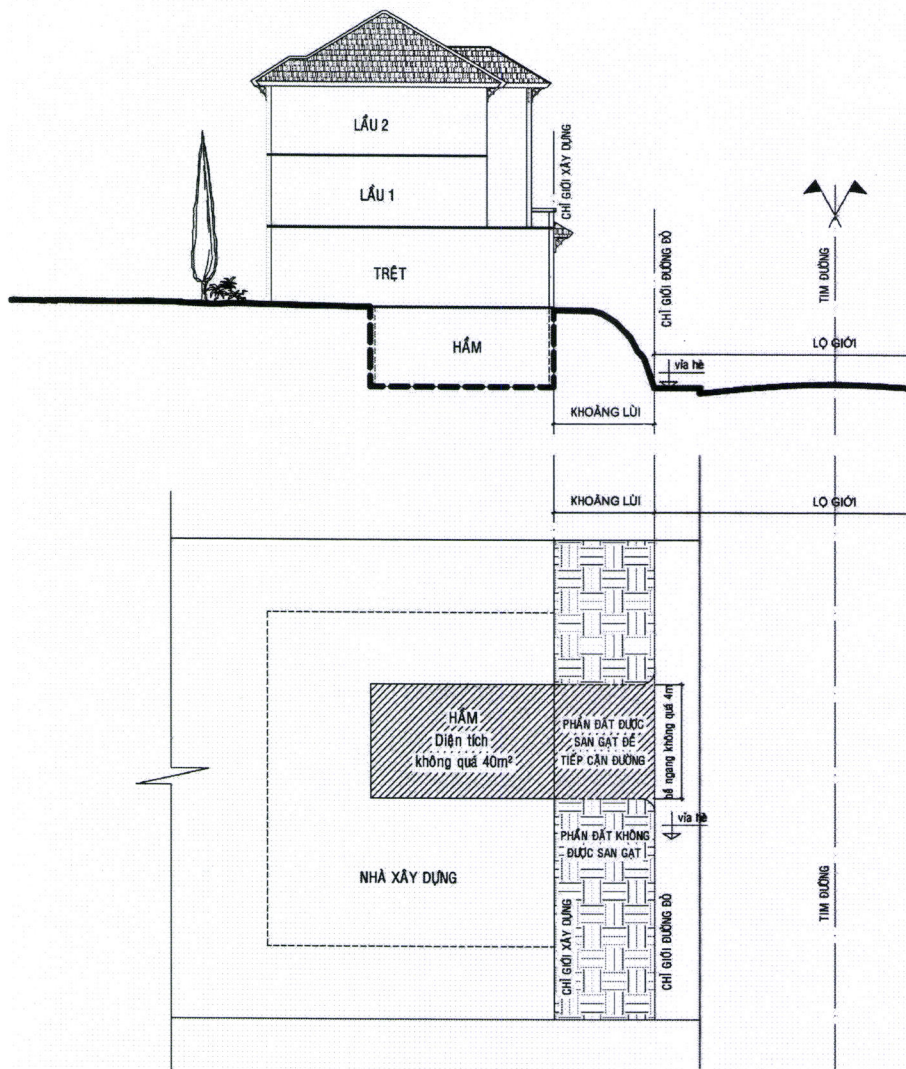 LẦU 2
LẦU 1
TRỆT
HẦM
CHỈ GIỚI XÂY DỰNG
CHỈ GIỚI ĐƯỜNG ĐỎ
TIM ĐƯỜNG
LỘ GIỚI
vỉa hè
KHOẢNG LÙI
KHOẢNG LÙI
LỘ GIỚI
HẦM
Diện tích
không quá 40m²
PHẦN ĐẤT ĐƯỢC
SAN GẠT ĐỂ
TIẾP CẬN ĐƯỜNG
bề ngang không quá 4m
vỉa hè
PHẦN ĐẤT KHÔNG
ĐƯỢC SAN GẠT
NHÀ XÂY DỰNG
CHỈ GIỚI XÂY DỰNG
CHỈ GIỚI ĐƯỜNG ĐỎ
TIM ĐƯỜNG